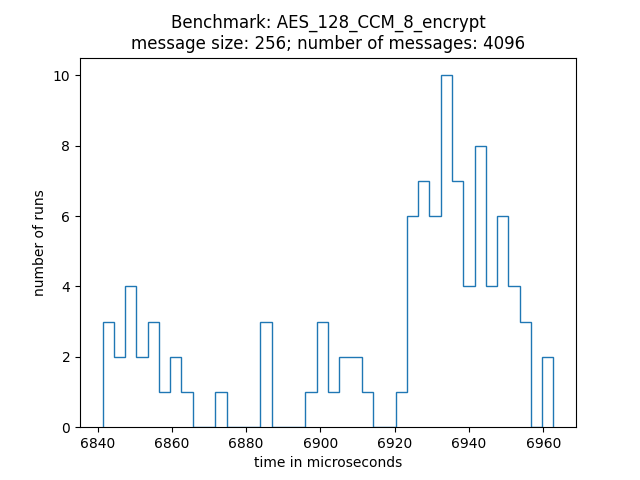 Benchmark: AES_128_CCM_8_encrypt
message size: 256; number of messages: 4096
10
8
6
4
2
0
number of runs
6840 6860 6880 6900 6920 6940 6960
time in microseconds